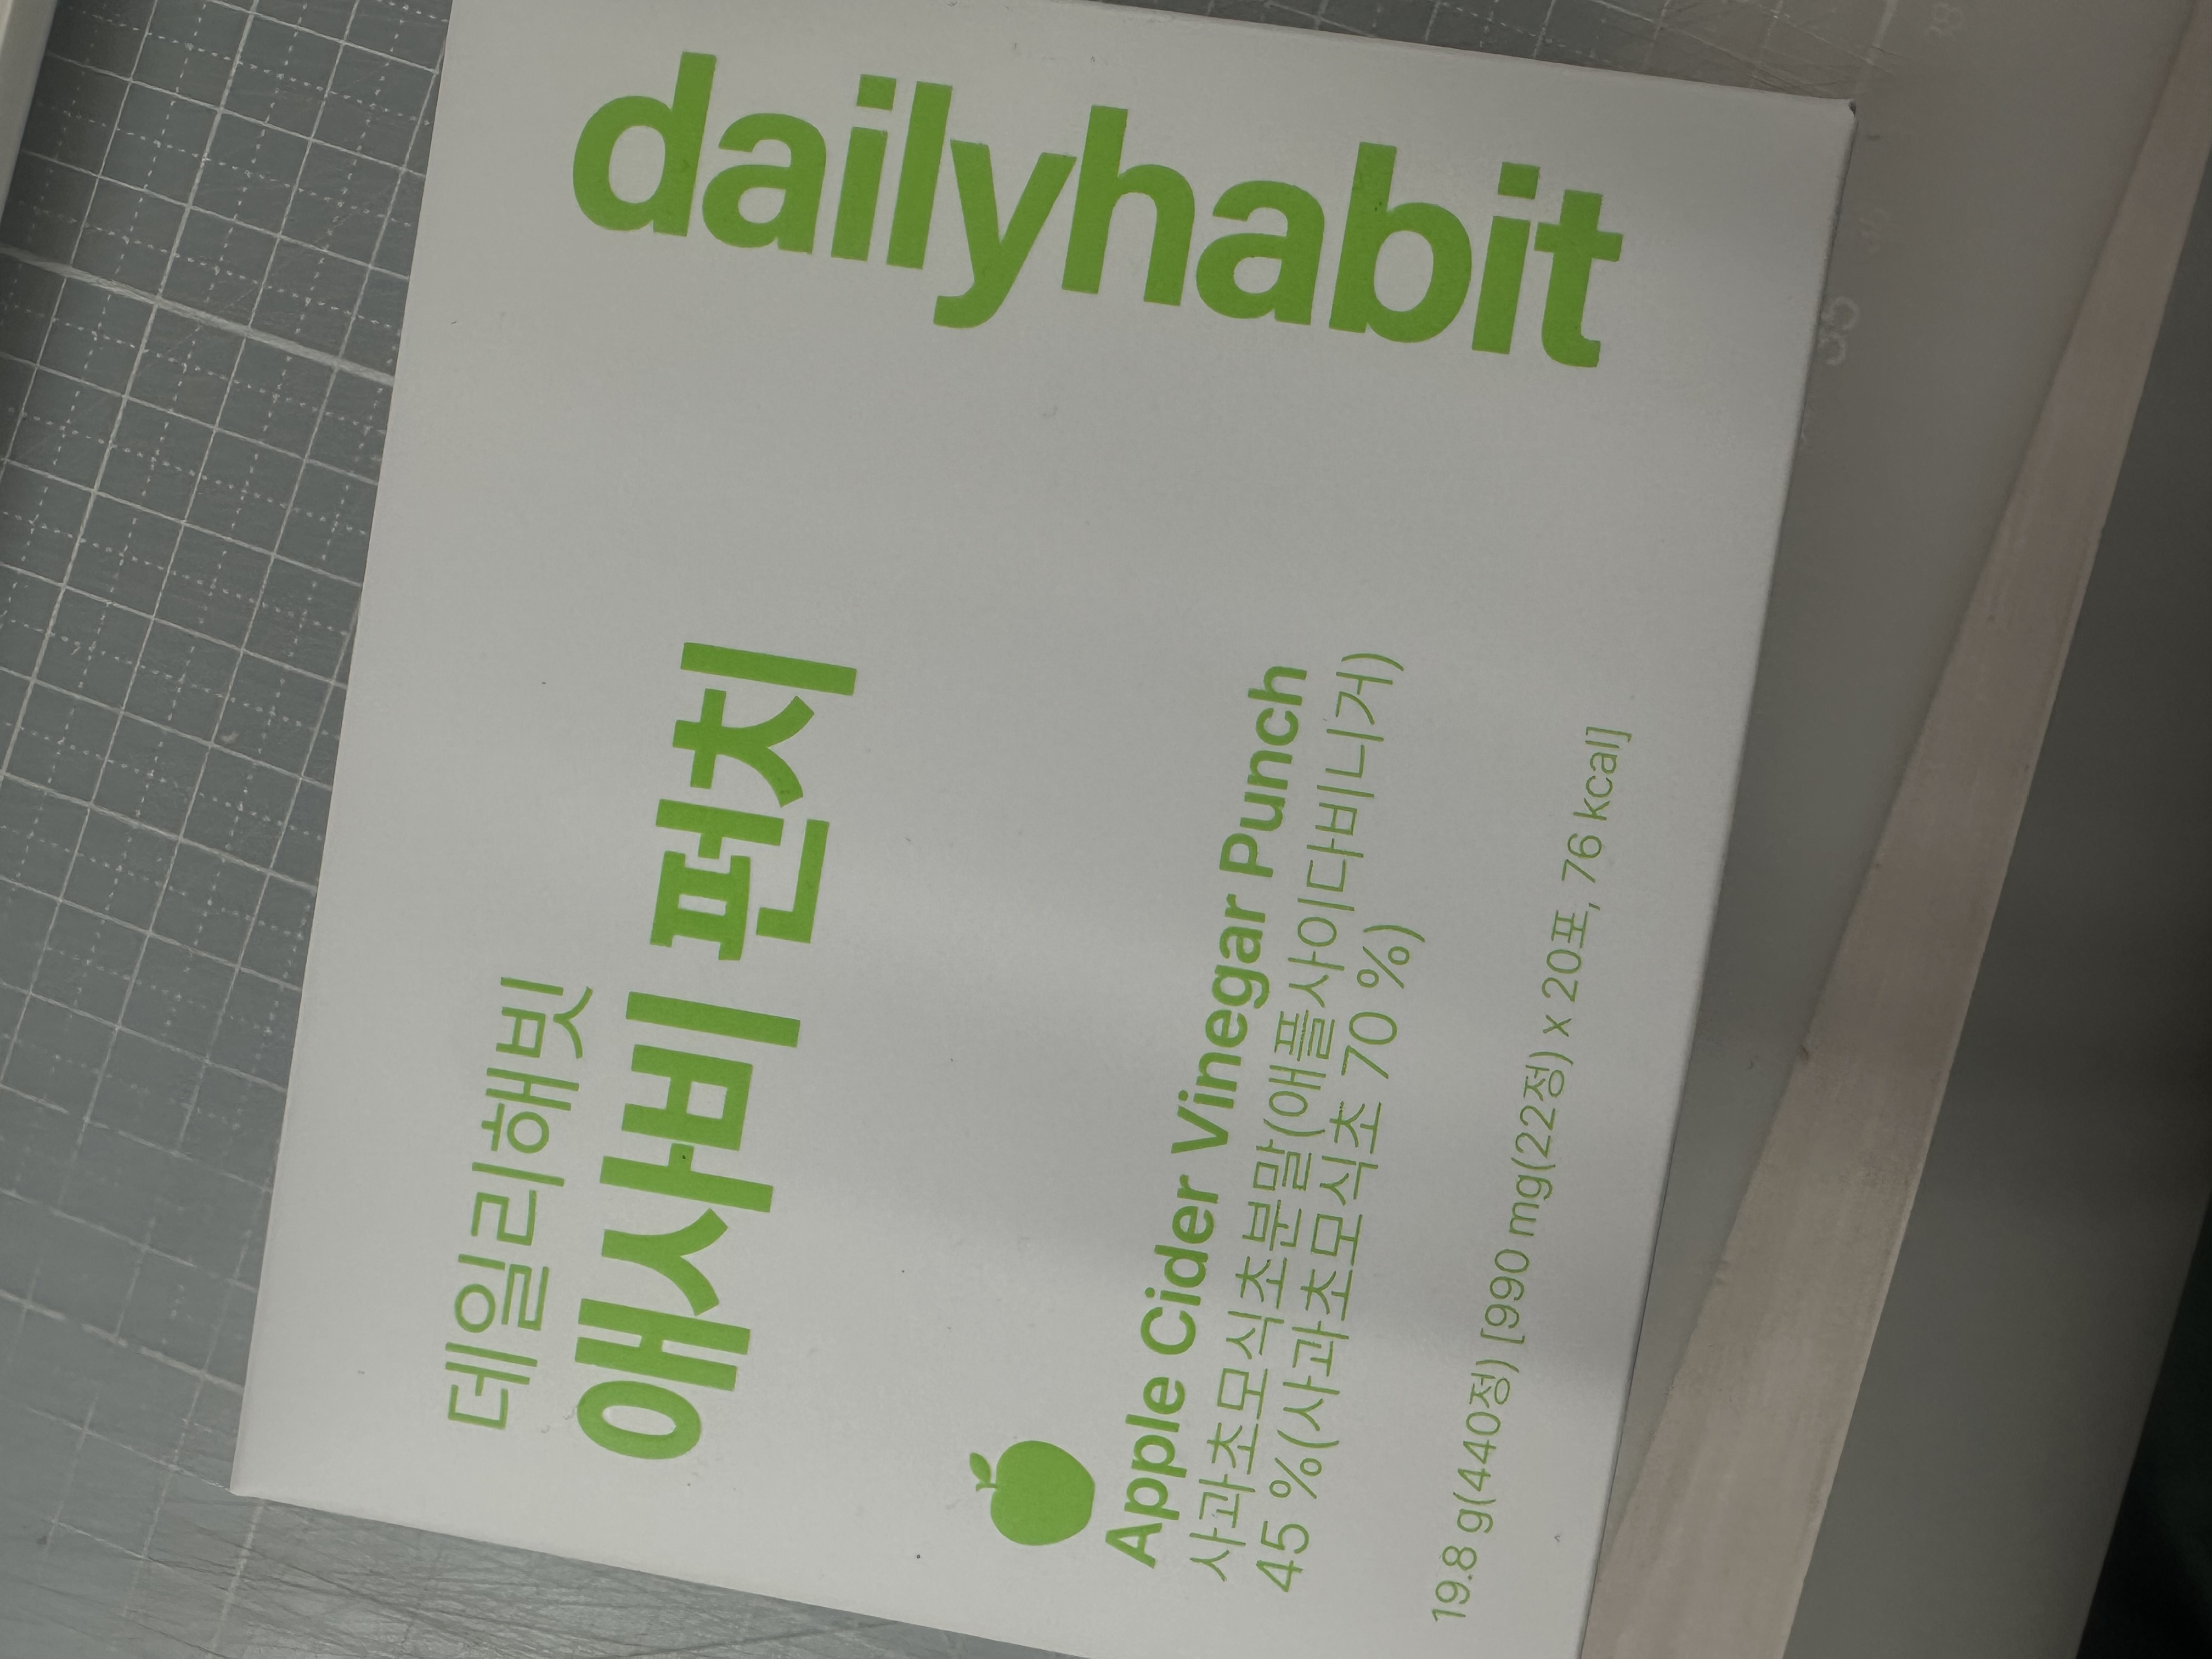 dailyhabit
데일리해빗
애사비 펀치
Apple Cider Vinegar Punch
사과초모식초분말(애플사이다비니거)
45 %(사과초모식초 70 %)
19.8 g(440정) [990 mg(22정) x 20포, 76 kcal]